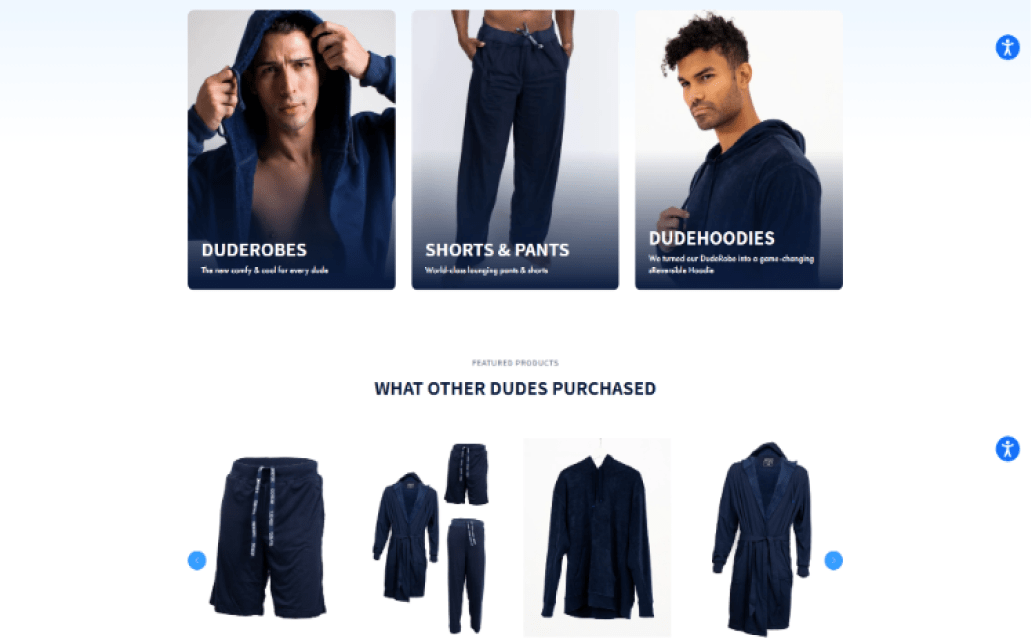 DUDEROBES
The new comfy & cool for every dude
SHORTS & PANTS
World-class lounging pants & shorts
DUDEHOODIES
We turned our DudeRobe into a game-changing
Reversible Hoodie
FEATURED PRODUCTS
WHAT OTHER DUDES PURCHASED